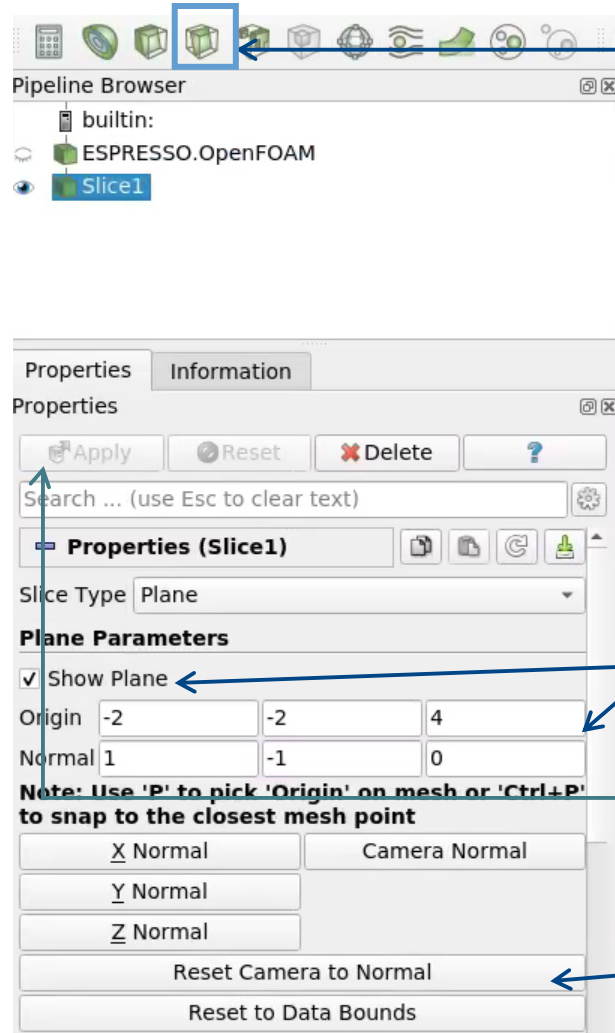 Pipeline Browser
builtin:
ESPRESSO.OpenFOAM
Slice1
Properties Information
Properties
Apply Reset Delete ?
Search ... (use Esc to clear text)
Properties (Slice1)
Slice Type Plane
Plane Parameters
Show Plane
Origin -2 -2 4
Normal 1 -1 0
Note: Use 'P' to pick 'Origin' on mesh or 'Ctrl+P'
to snap to the closest mesh point
X Normal Camera Normal
Y Normal
Z Normal
Reset Camera to Normal
Reset to Data Bounds